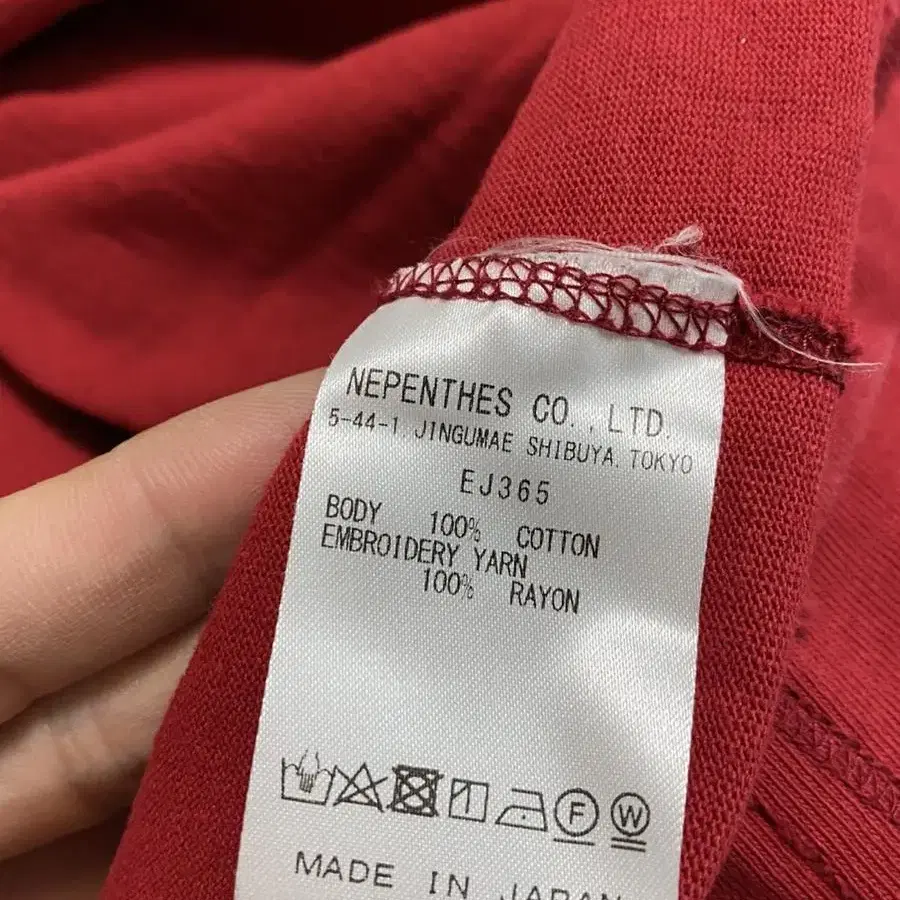 NEPENTHES CO., LTD.
5-44-1, JINGUMAE SHIBUYA, TOKYO
EJ365
BODY 100% COTTON
EMBROIDERY YARN
100% RAYON
F W
MADE IN JAPAN